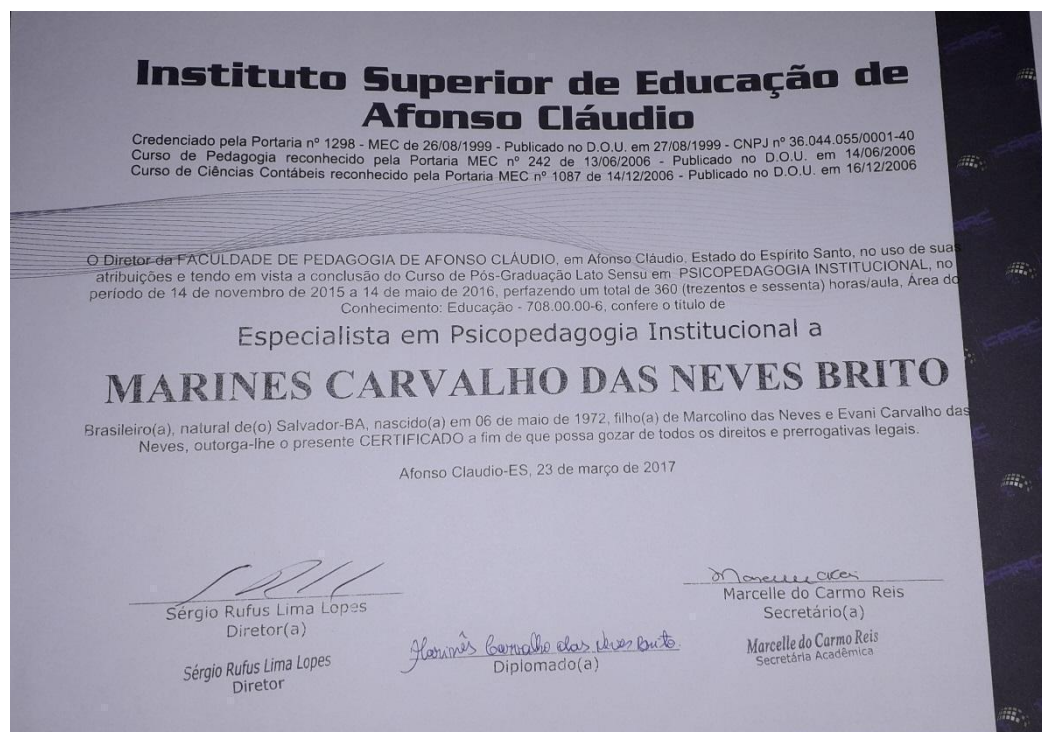 Instituto Superior de Educação de
Afonso Cláudio
Credenciado pela Portaria nº 1298 - MEC de 26/08/1999 - Publicado no D.O.U. em 27/08/1999 - CNPJ nº 36.044.055/0001-40
Curso de Pedagogia reconhecido pela Portaria MEC nº 242 de 13/06/2006 - Publicado no D.O.U. em 14/06/2006
Curso de Ciências Contábeis reconhecido pela Portaria MEC nº 1087 de 14/12/2006 - Publicado no D.O.U. em 16/12/2006
O Diretor da FACULDADE DE PEDAGOGIA DE AFONSO CLÁUDIO, em Afonso Cláudio, Estado do Espírito Santo, no uso de suas
atribuições e tendo em vista a conclusão do Curso de Pós-Graduação Lato Sensu em PSICOPEDAGOGIA INSTITUCIONAL, no
período de 14 de novembro de 2015 a 14 de maio de 2016, perfazendo um total de 360 (trezentos e sessenta) horas/aula, Área do
Conhecimento: Educação - 708.00.00-6, confere o titulo de
Especialista em Psicopedagogia Institucional a
MARINES CARVALHO DAS NEVES BRITO
Brasileiro(a), natural de(o) Salvador-BA, nascido(a) em 06 de maio de 1972, filho(a) de Marcolino das Neves e Evani Carvalho das
Neves, outorga-lhe o presente CERTIFICADO a fim de que possa gozar de todos os direitos e prerrogativas legais.
Afonso Claudio-ES, 23 de março de 2017
Sérgio Rufus Lima Lopes
Diretor(a)
Sérgio Rufus Lima Lopes
Diretor
Marinês Carvalho das Neves Brito
Diplomado(a)
Marcelle do Carmo Reis
Secretário(a)
Marcelle do Carmo Reis
Secretária Acadêmica